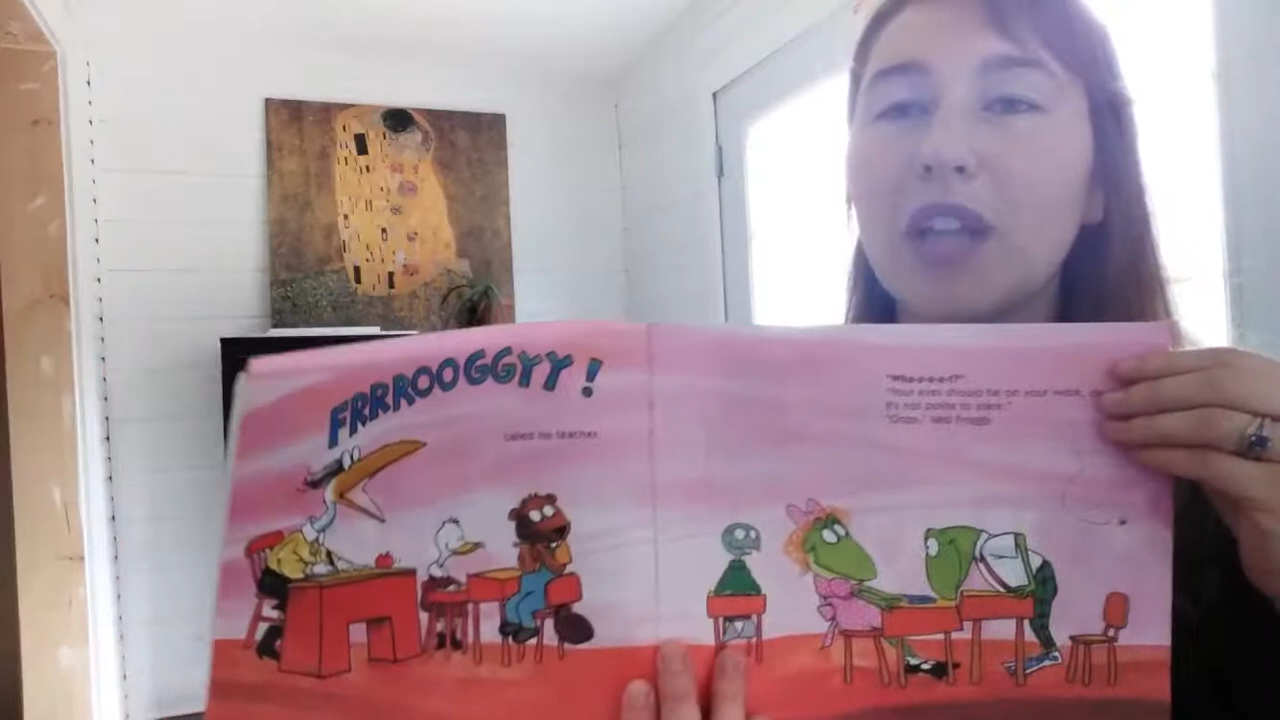 FRRROOGGYY!
called his teacher.
"Wha-a-a-a-t?"
"Your eyes should be on your work,
It's not polite to stare."
"Oops," said Froggy.